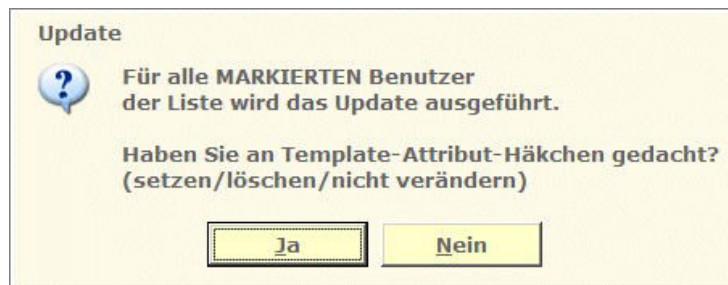 Update
Für alle MARKIERTEN Benutzer
der Liste wird das Update ausgeführt.
Haben Sie an Template-Attribut-Häkchen gedacht?
(setzen/löschen/nicht verändern)
Ja
Nein